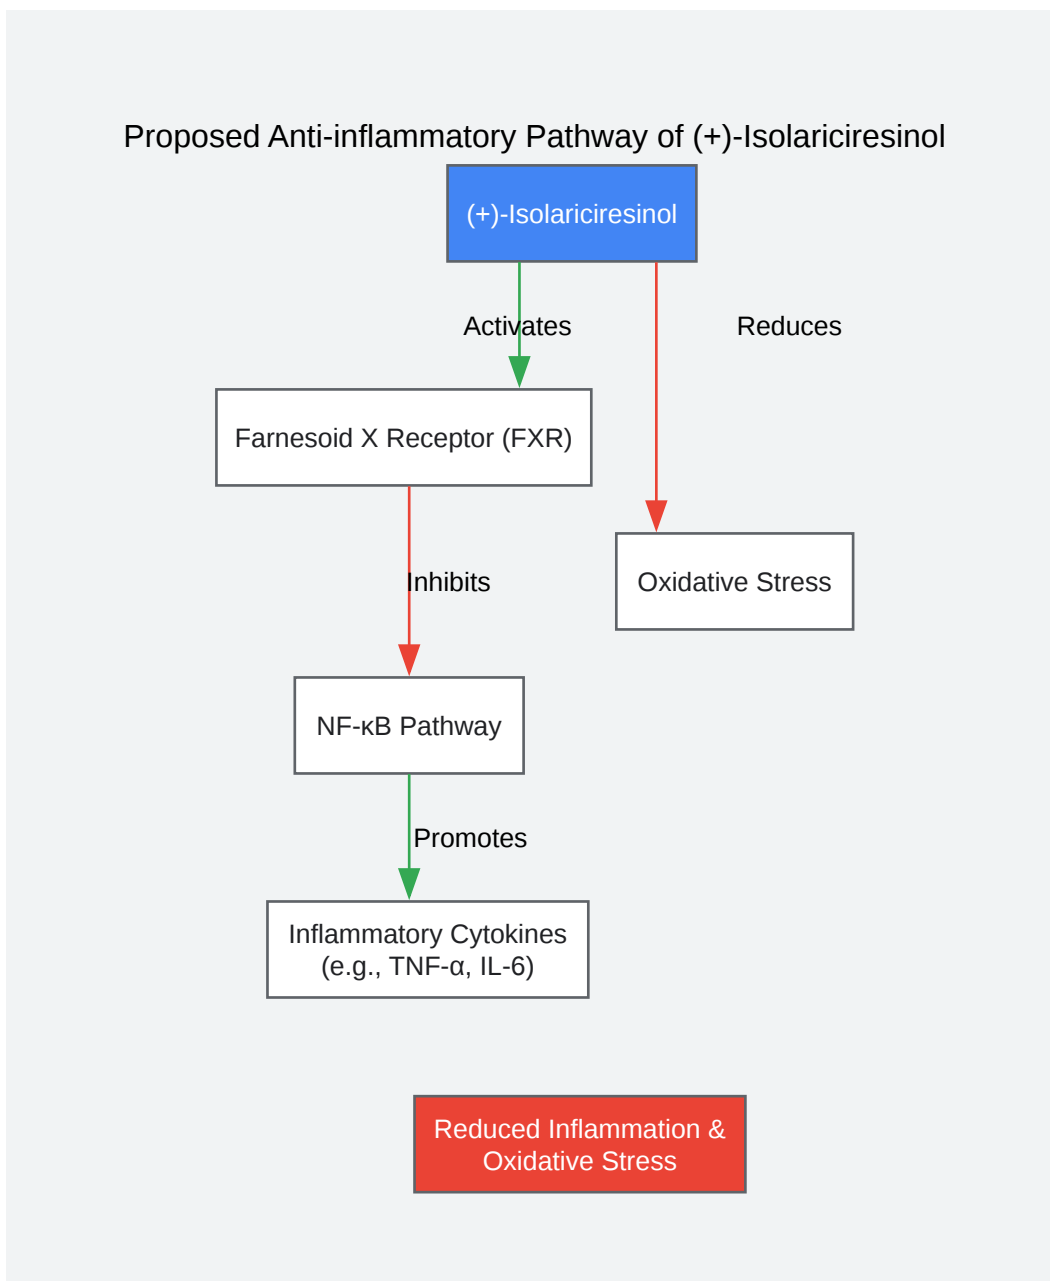 Proposed Anti-inflammatory Pathway of (+)-Isolariciresinol
(+)-Isolariciresinol
Activates
Reduces
Farnesoid X Receptor (FXR)
Inhibits
Oxidative Stress
NF-κB Pathway
Promotes
Inflammatory Cytokines
(e.g., TNF-α, IL-6)
Reduced Inflammation &
Oxidative Stress